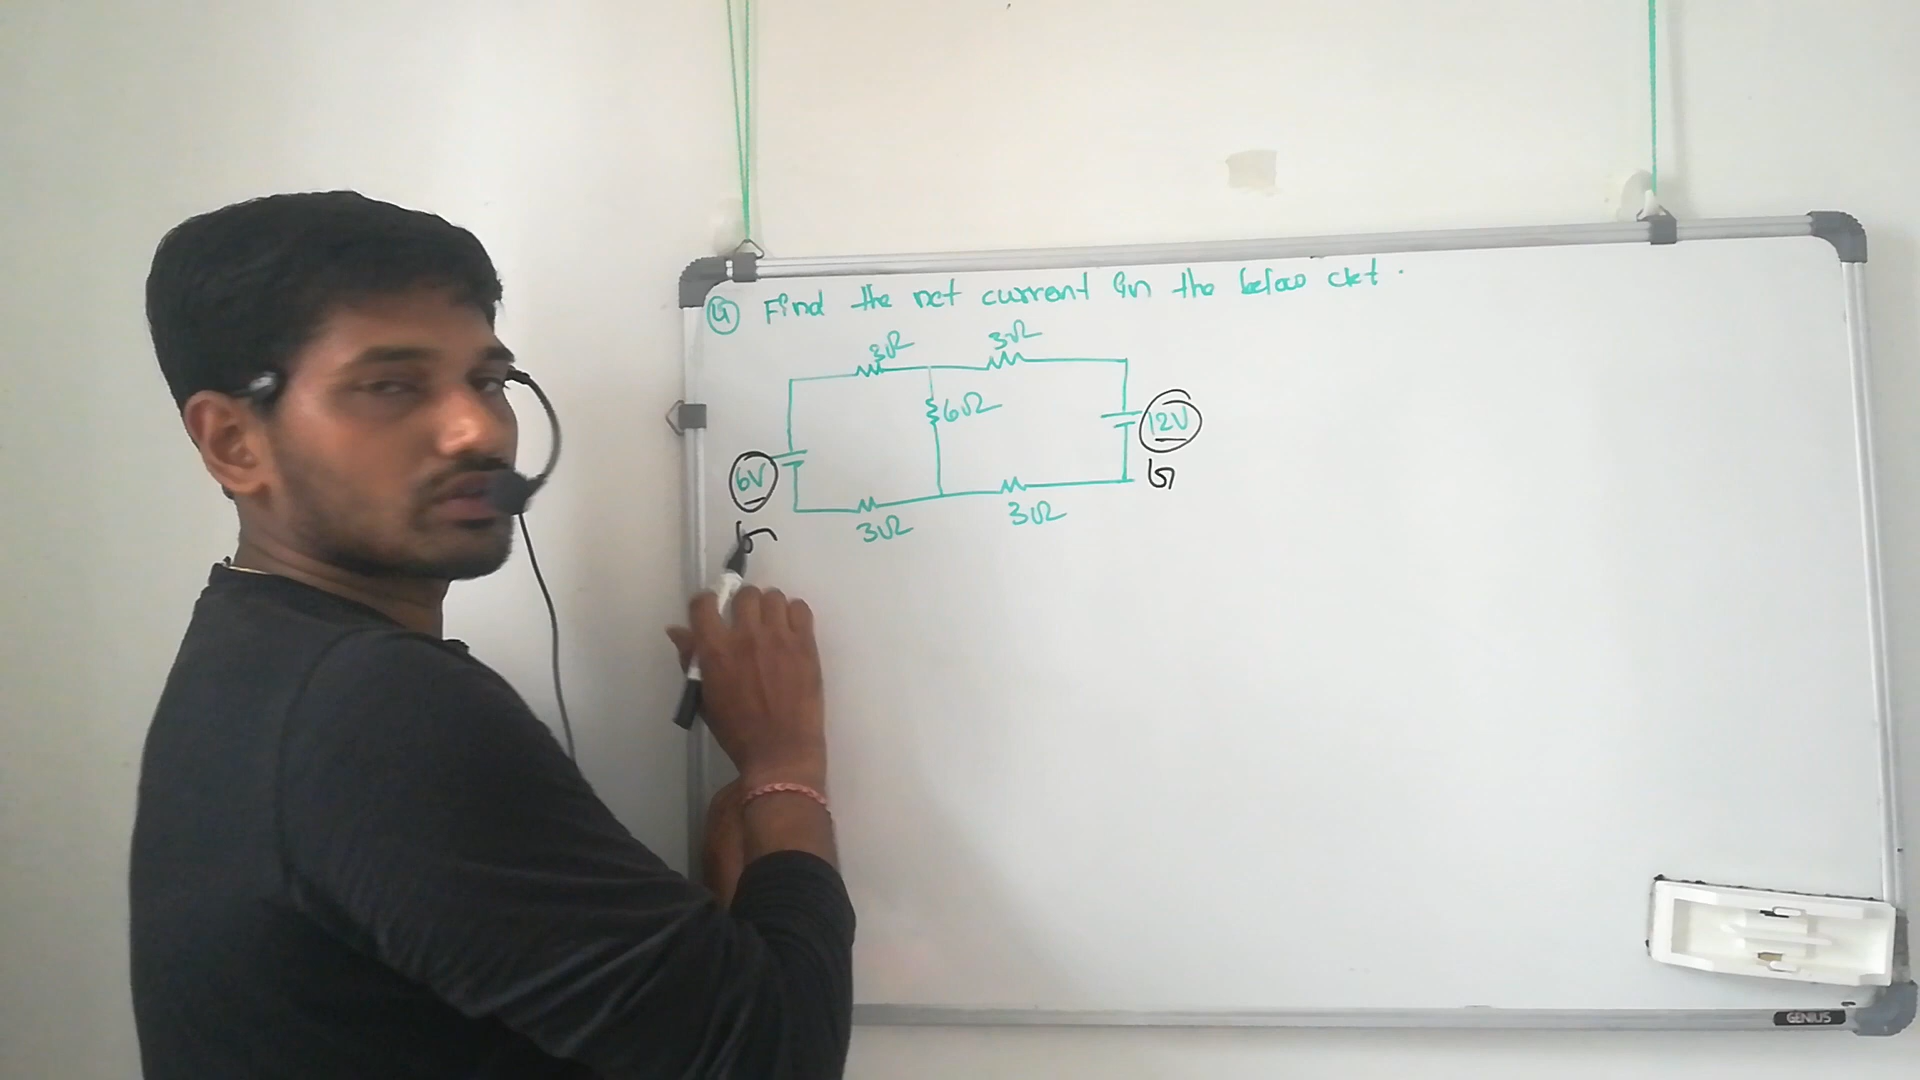 4 Find the net current in the below ckt.
3Ω 3Ω
6Ω
12V
6V
3Ω 3Ω
GENIUS